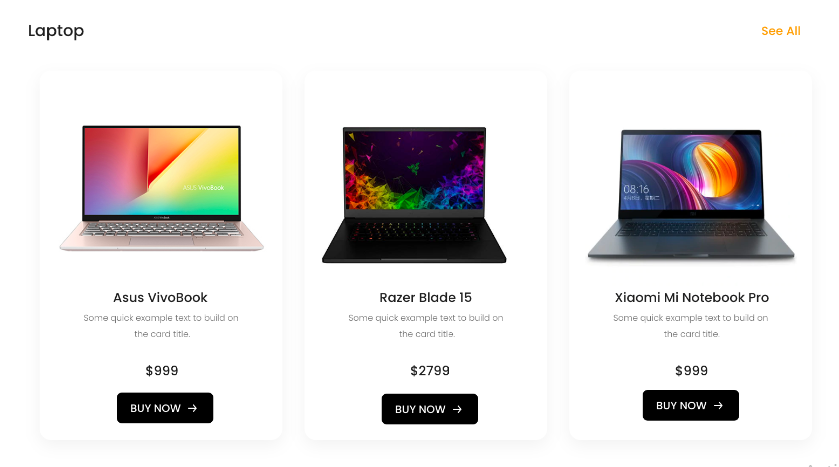 Laptop
See All
ASUS VivoBook
08:16
Asus VivoBook
Razer Blade 15
Xiaomi Mi Notebook Pro
Some quick example text to build on
the card title.
Some quick example text to build on
the card title.
Some quick example text to build on
the card title.
$999
$2799
$999
BUY NOW →
BUY NOW →
BUY NOW →